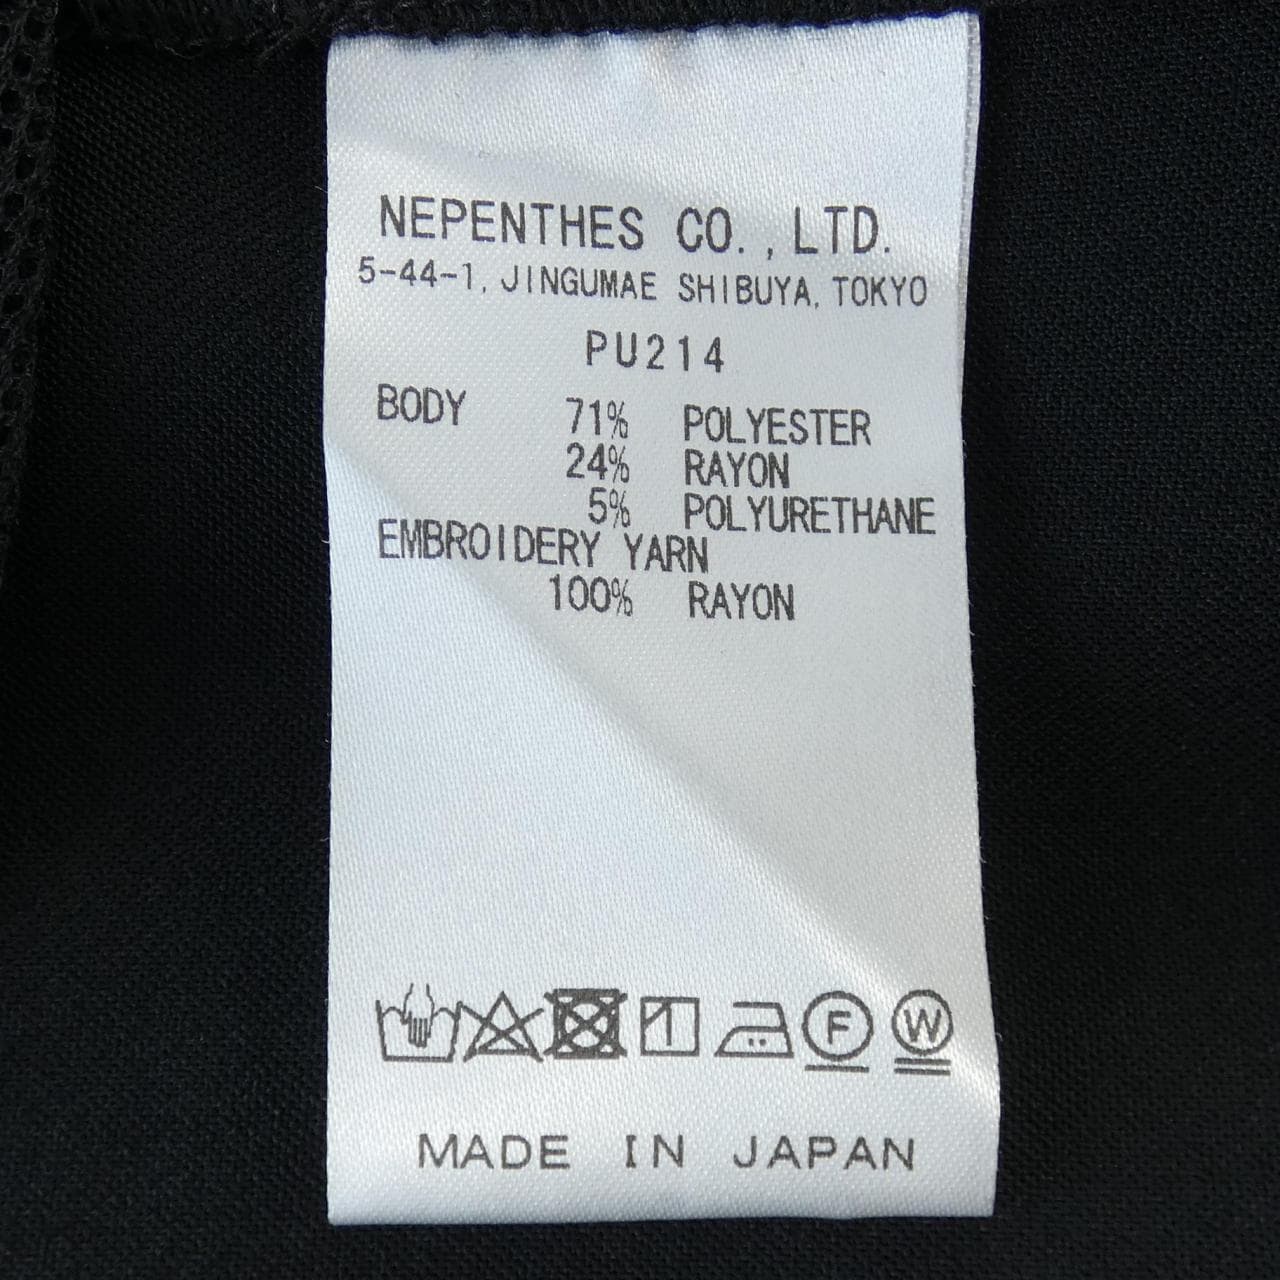 NEPENTHES CO., LTD.
5-44-1, JINGUMAE SHIBUYA, TOKYO
PU214
BODY 71% POLYESTER
24% RAYON
5% POLYURETHANE
EMBROIDERY YARN
100% RAYON
F W
MADE IN JAPAN